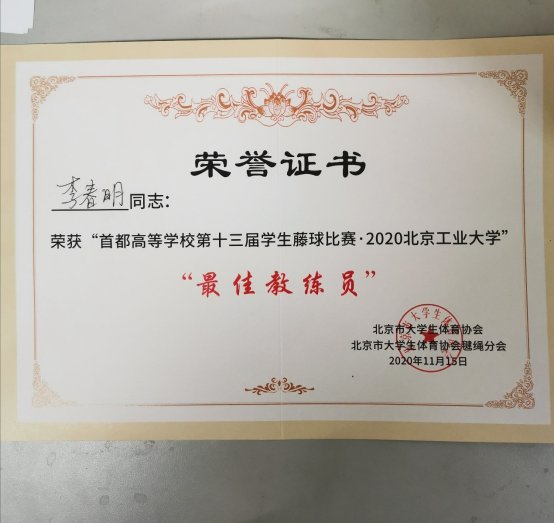 荣誉证书
李春明同志：
荣获“首都高等学校第十三届学生藤球比赛·2020北京工业大学”
“最佳教练员”
北京市大学生体育协会
北京市大学生体育协会毽绳分会
2020年11月15日